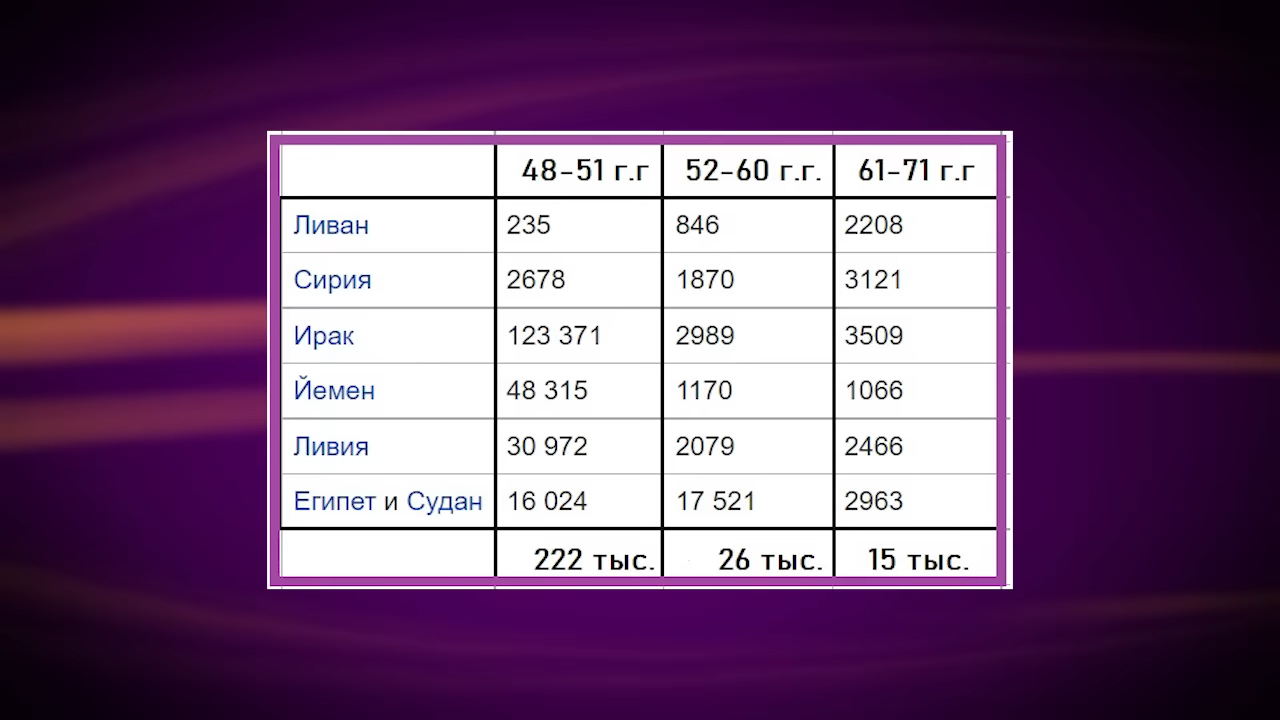 48-51 г.г 52-60 г.г. 61-71 г.г
Ливан 235 846 2208
Сирия 2678 1870 3121
Ирак 123 371 2989 3509
Йемен 48 315 1170 1066
Ливия 30 972 2079 2466
Египет и Судан 16 024 17 521 2963
222 тыс. 26 тыс. 15 тыс.